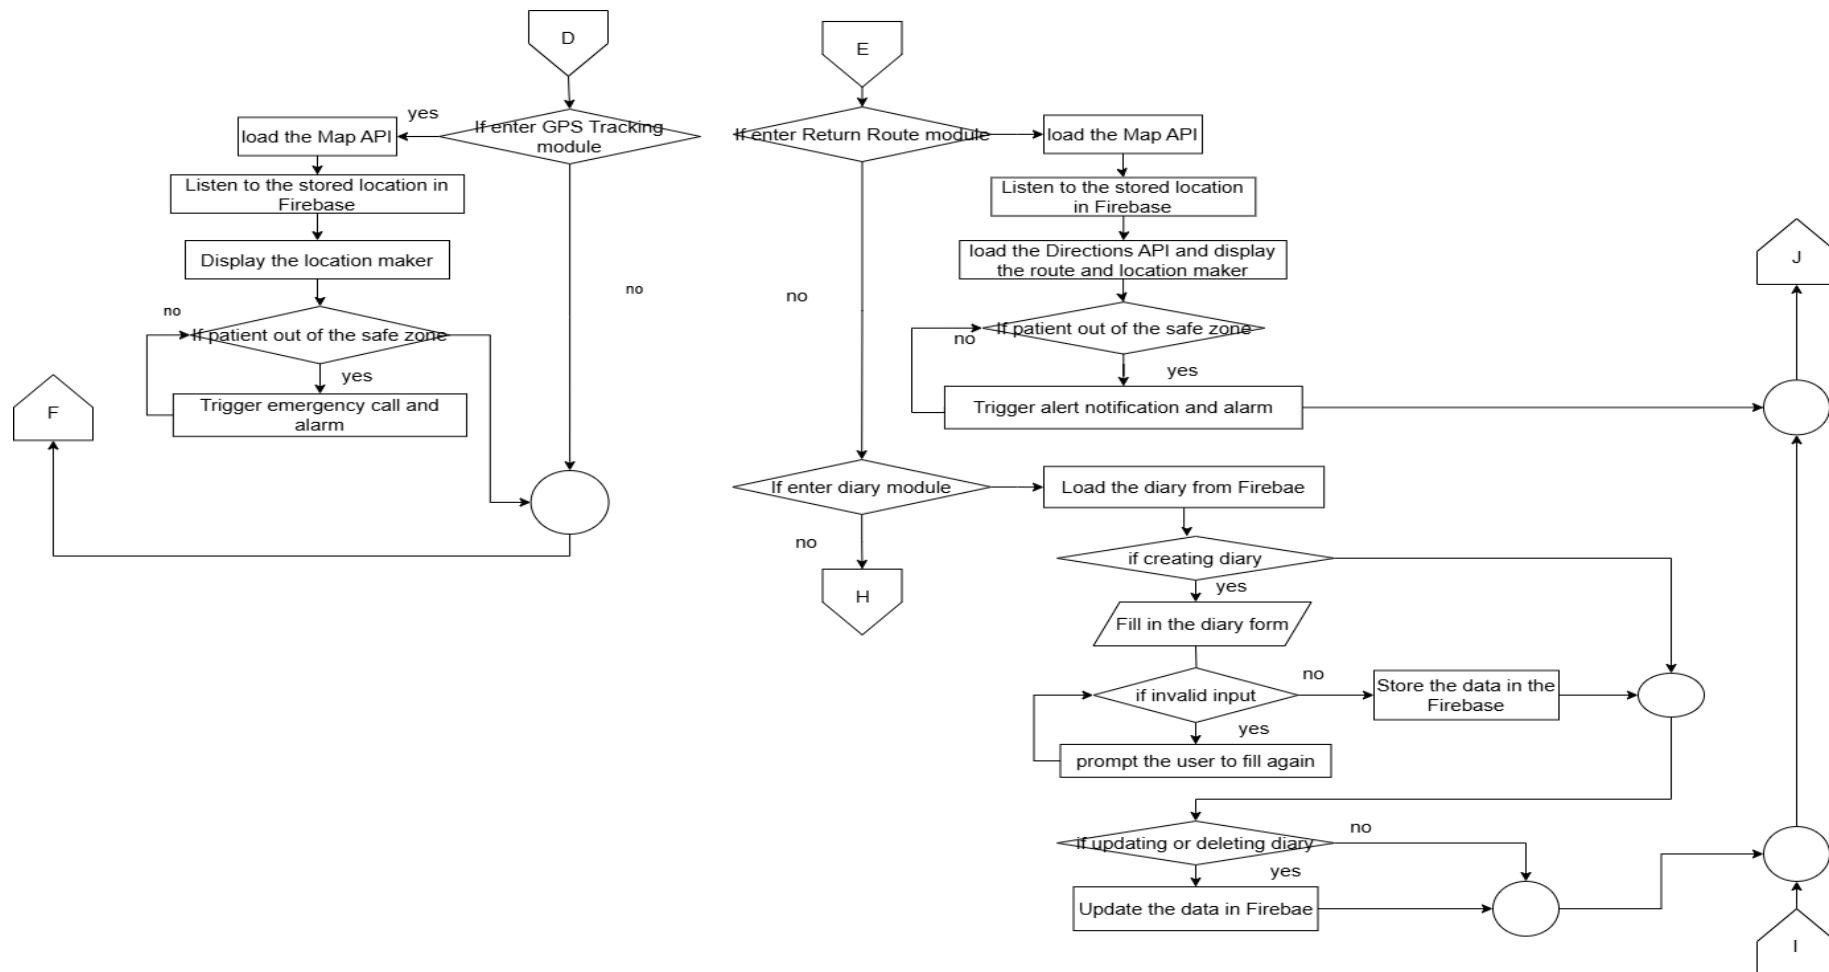 D
yes
If enter GPS Tracking
module
load the Map API
Listen to the stored location in
Firebase
Display the location maker
no
no
If patient out of the safe zone
yes
Trigger emergency call and
alarm
F
E
If enter Return Route module
load the Map API
Listen to the stored location
in Firebase
load the Directions API and display
the route and location maker
no
If patient out of the safe zone
no
yes
Trigger alert notification and alarm
J
If enter diary module
Load the diary from Firebae
no
H
if creating diary
yes
Fill in the diary form
if invalid input
no
Store the data in the
Firebase
yes
prompt the user to fill again
if updating or deleting diary
no
yes
Update the data in Firebae
I